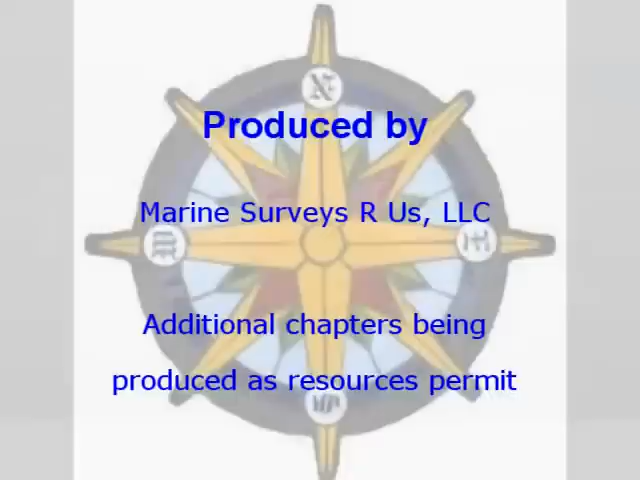 N
Produced by
Marine Surveys R Us, LLC
Additional chapters being
produced as resources permit